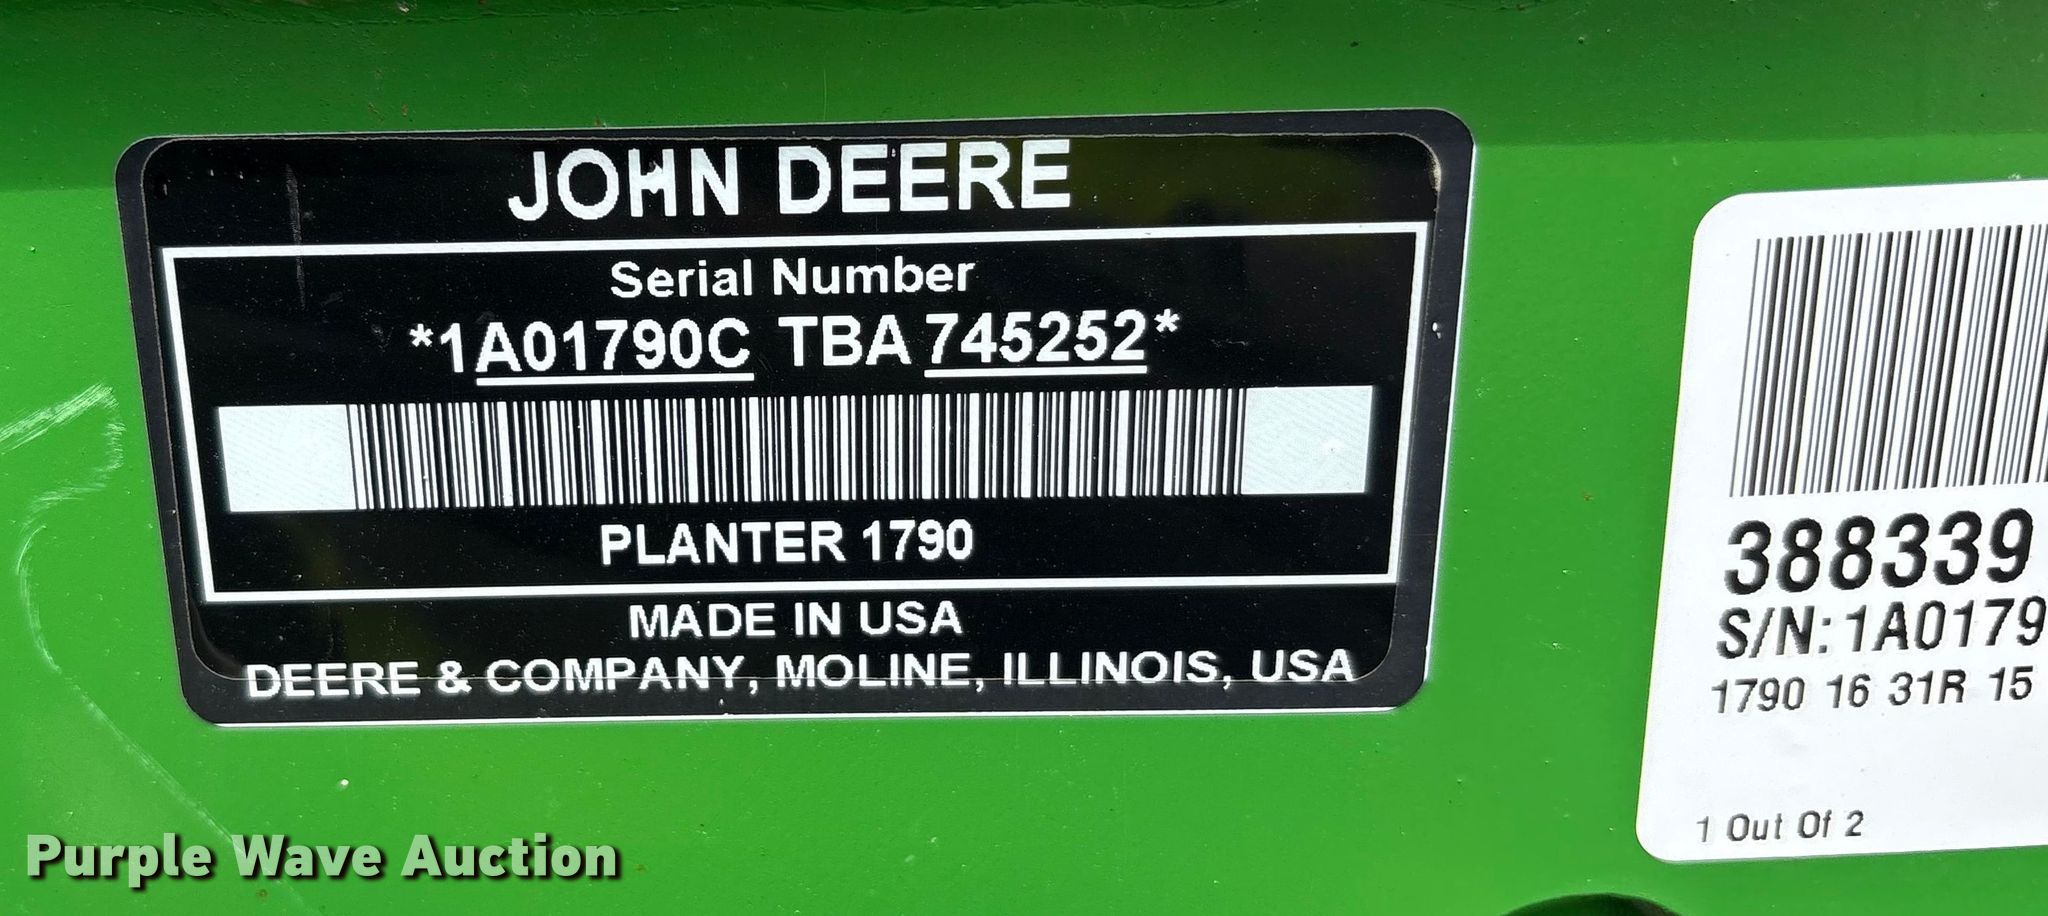 JOHN DEERE
Serial Number
*1A01790C TBA 745252*
PLANTER 1790
MADE IN USA
DEERE & COMPANY, MOLINE, ILLINOIS, USA
388339
S/N: 1A0179
1790 16 31R 15
1 Out Of 2
Purple Wave Auction